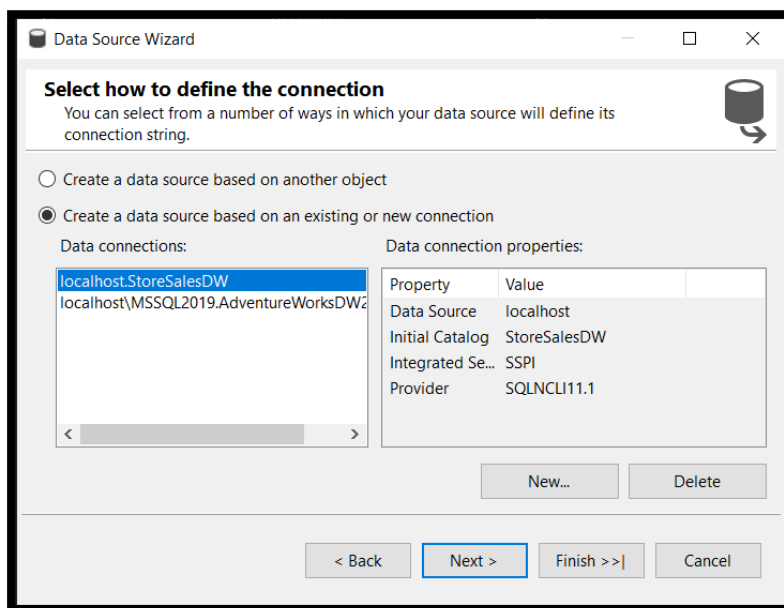 Data Source Wizard
Select how to define the connection
You can select from a number of ways in which your data source will define its
connection string.
Create a data source based on another object
Create a data source based on an existing or new connection
Data connections:
Data connection properties:
localhost.StoreSalesDW
localhost\MSSQL2019.AdventureWorksDW2
Property Value
Data Source localhost
Initial Catalog StoreSalesDW
Integrated Se... SSPI
Provider SQLNCLI11.1
New... Delete
< Back Next > Finish >>| Cancel